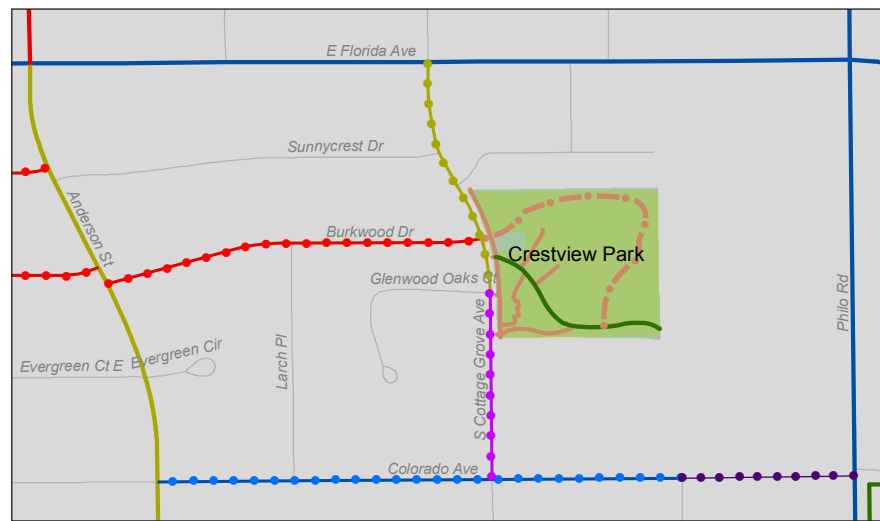 E Florida Ave
Sunnycrest Dr
Anderson St
Burkwood Dr
Crestview Park
Glenwood Oaks Ct
Philo Rd
S Cottage Grove Ave
Larch Pl
Evergreen Ct E
Evergreen Cir
Colorado Ave